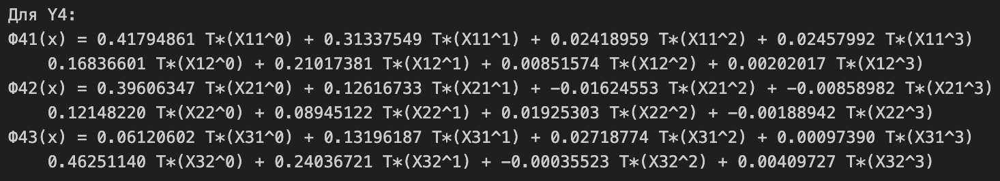 Для Y4:
Ф41(x) = 0.41794861 T*(X11^0) + 0.31337549 T*(X11^1) + 0.02418959 T*(X11^2) + 0.02457992 T*(X11^3)
0.16836601 T*(X12^0) + 0.21017381 T*(X12^1) + 0.00851574 T*(X12^2) + 0.00202017 T*(X12^3)
Ф42(x) = 0.39606347 T*(X21^0) + 0.12616733 T*(X21^1) + -0.01624553 T*(X21^2) + -0.00858982 T*(X21^3)
0.12148220 T*(X22^0) + 0.08945122 T*(X22^1) + 0.01925303 T*(X22^2) + -0.00188942 T*(X22^3)
Ф43(x) = 0.06120602 T*(X31^0) + 0.13196187 T*(X31^1) + 0.02718774 T*(X31^2) + 0.00097390 T*(X31^3)
0.46251140 T*(X32^0) + 0.24036721 T*(X32^1) + -0.00035523 T*(X32^2) + 0.00409727 T*(X32^3)